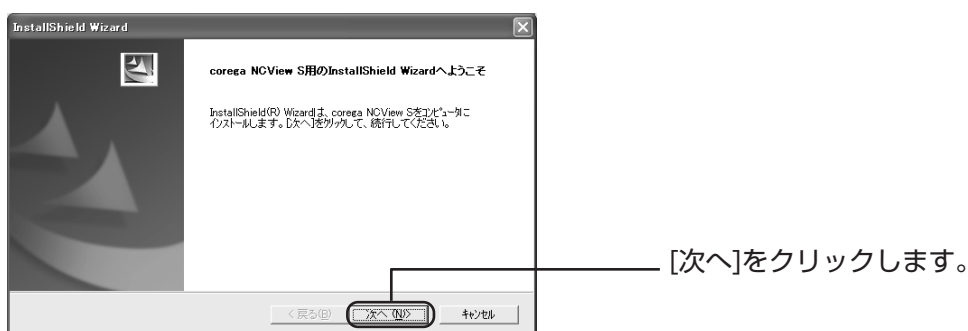 InstallShield Wizard
corega NCView S用のInstallShield Wizardへようこそ
InstallShield(R) Wizardは、corega NCView Sをコンピュータに
インストールします。[次へ]をクリックして、続行してください。
[次へ]をクリックします。
< 戻る(B)
次へ(N)>
キャンセル